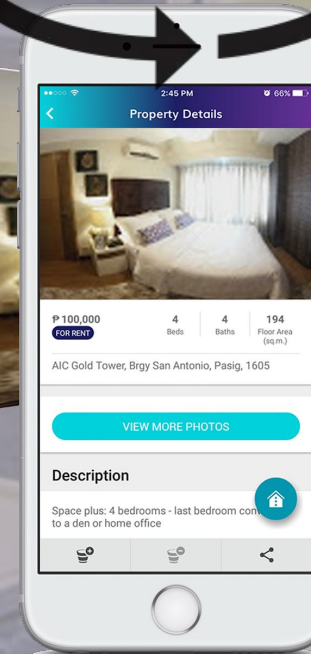 2:45 PM
66%
Property Details
₱ 100,000
FOR RENT
4
Beds
4
Baths
194
Floor Area
(sq.m.)
AIC Gold Tower, Brgy San Antonio, Pasig, 1605
VIEW MORE PHOTOS
Description
Space plus: 4 bedrooms - last bedroom
to a den or home office